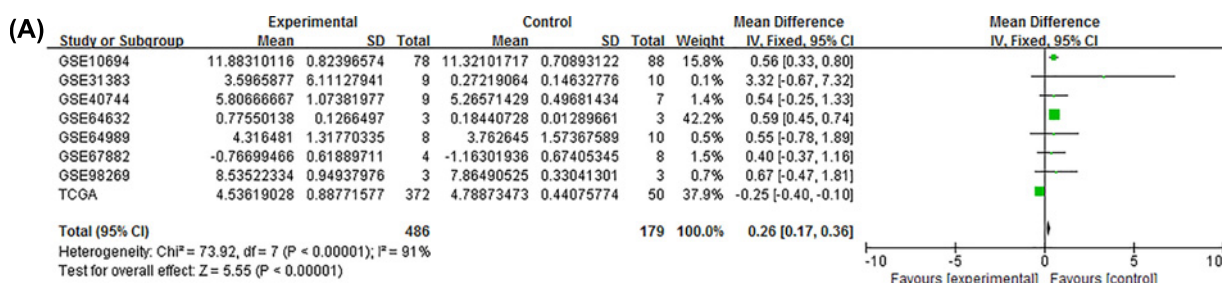 (A)
Experimental Control Mean Difference Mean Difference
Study or Subgroup Mean SD Total Mean SD Total Weight IV, Fixed, 95% CI IV, Fixed, 95% CI
GSE10694 11.88310116 0.82396574 78 11.32101717 0.70893122 88 15.8% 0.56 [0.33, 0.80]
GSE31383 3.5965877 6.11127941 9 0.27219064 0.14632776 10 0.1% 3.32 [-0.67, 7.32]
GSE40744 5.80666667 1.07381977 9 5.26571429 0.49681434 7 1.4% 0.54 [-0.25, 1.33]
GSE64632 0.77550138 0.1266497 3 0.18440728 0.01289661 3 42.2% 0.59 [0.45, 0.74]
GSE64989 4.316481 1.31770335 8 3.762645 1.57367589 10 0.5% 0.55 [-0.78, 1.89]
GSE67882 -0.76699466 0.61889711 4 -1.16301936 0.67405345 8 1.5% 0.40 [-0.37, 1.16]
GSE98269 8.53522334 0.94937976 3 7.86490525 0.33041301 3 0.7% 0.67 [-0.47, 1.81]
TCGA 4.53619028 0.88771577 372 4.78873473 0.44075774 50 37.9% -0.25 [-0.40, -0.10]
Total (95% CI) 486 179 100.0% 0.26 [0.17, 0.36]
Heterogeneity: Chi² = 73.92, df = 7 (P < 0.00001); I² = 91%
Test for overall effect: Z = 5.55 (P < 0.00001)
-10 -5 0 5 10
Favours [experimental] Favours [control]